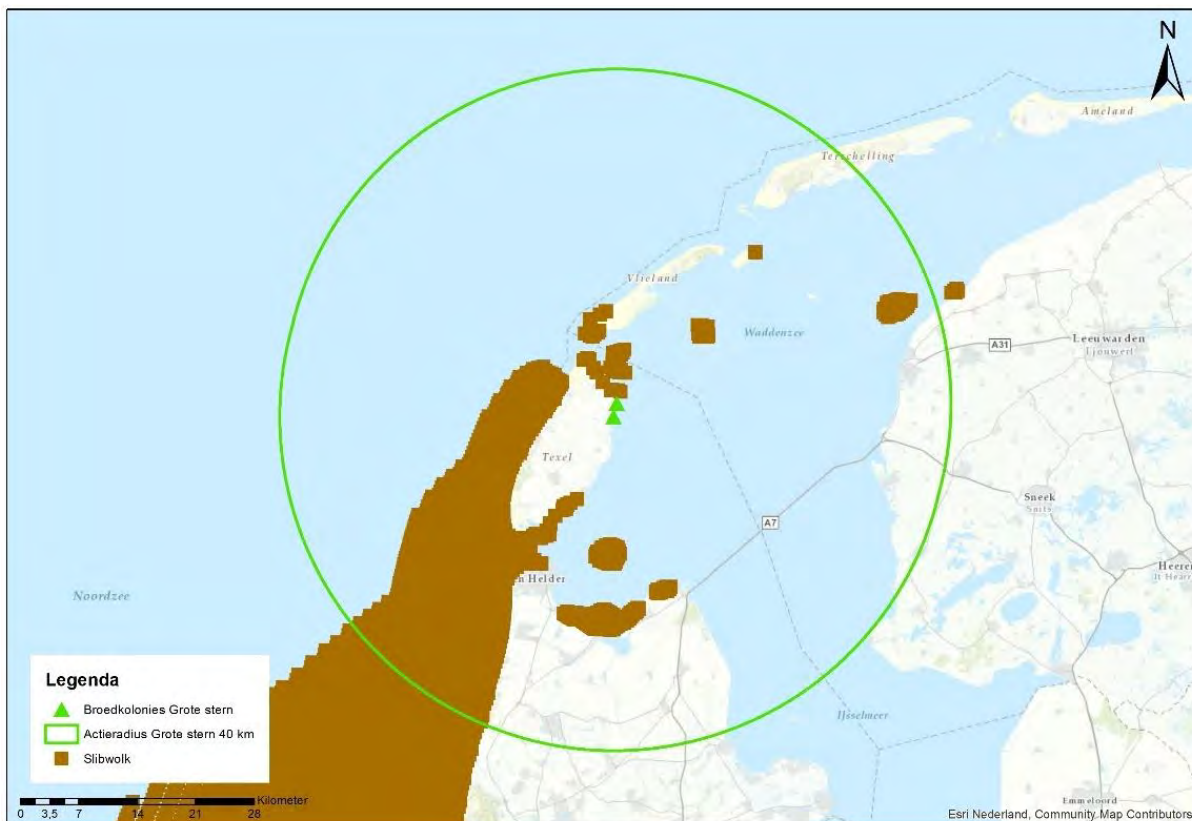 N
Ameland
Terschelling
Vlieland
Waddenzee
Leeuwarden
Ljouwert
A31
Texel
Sneek
Snits
A7
n Helder
Heeren
It Hearr
Noordzee
IJsselmeer
Legenda
Broedkolonies Grote stern
Actieradius Grote stern 40 km
Slibwolk
Kilometer
0 3,5 7 14 21 28
Emmeloord
Esri Nederland, Community Map Contributors